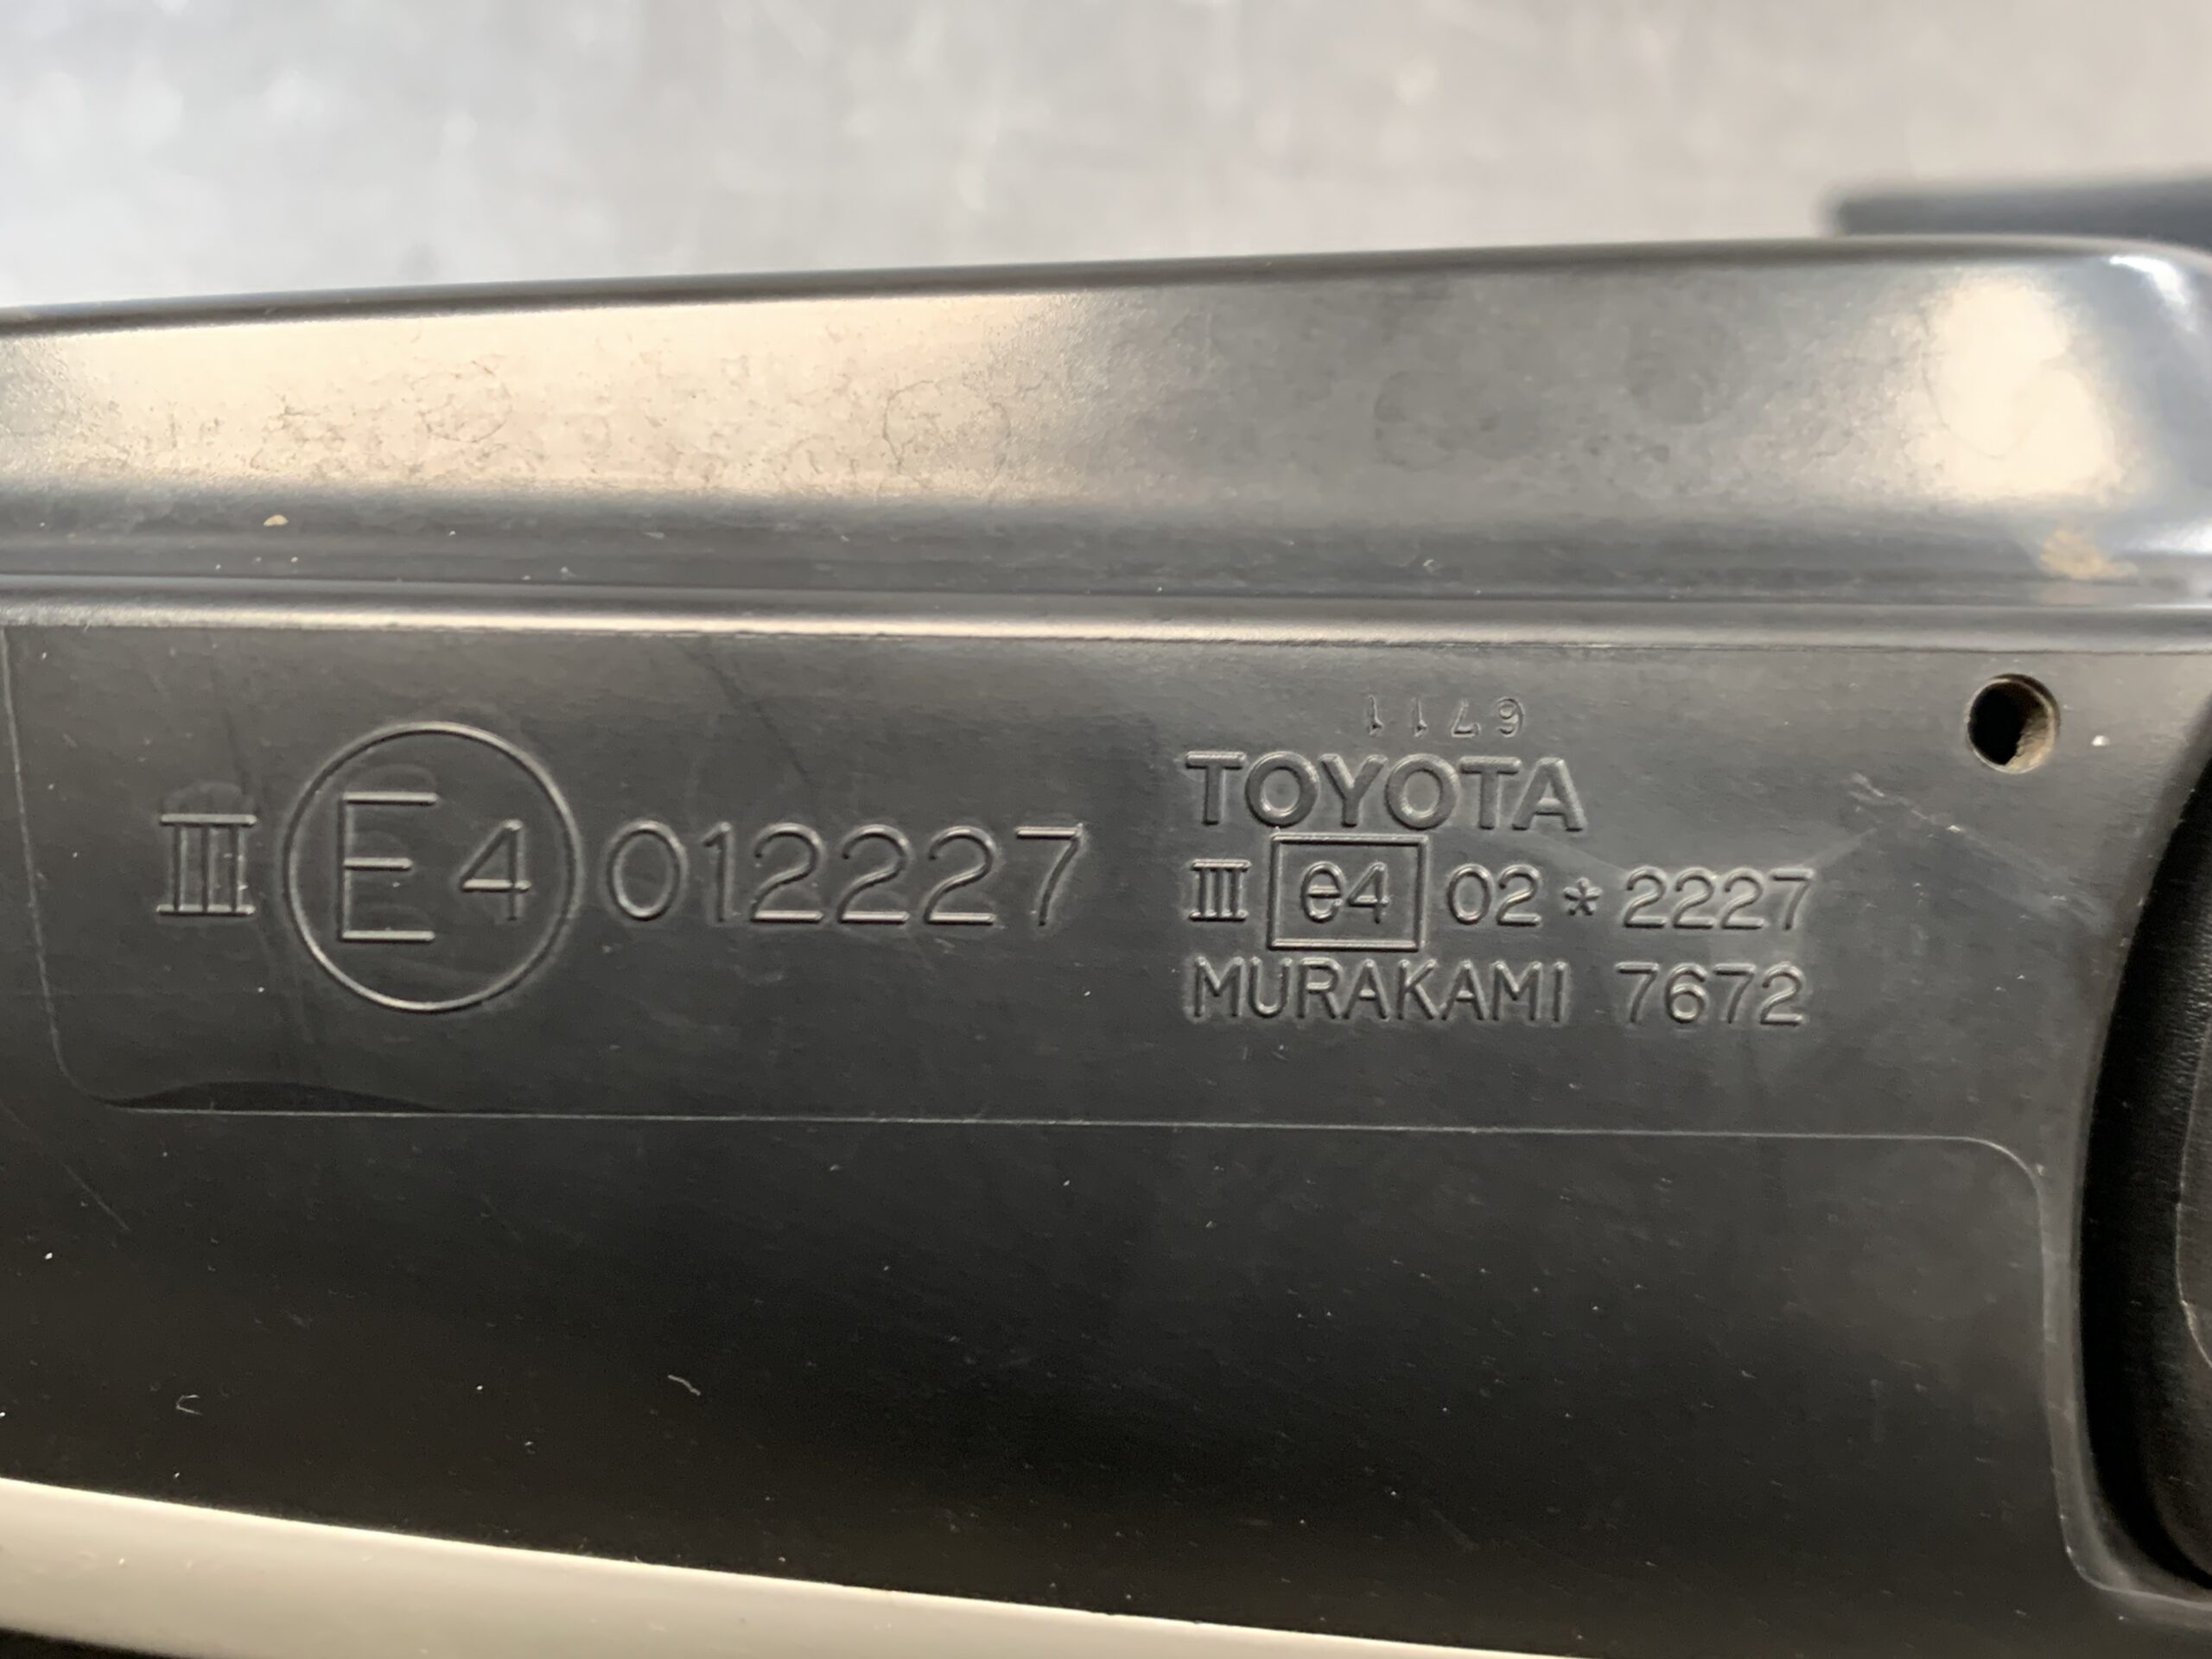 6711
TOYOTA
III E4 012227
III e4 02*2227
MURAKAMI 7672